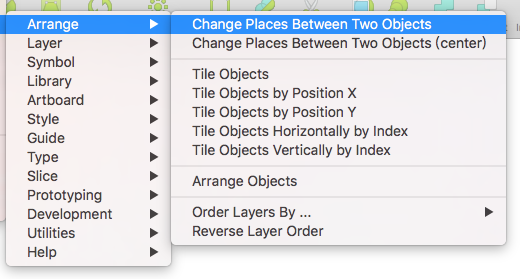 Arrange
Layer
Symbol
Library
Artboard
Style
Guide
Type
Slice
Prototyping
Development
Utilities
Help
Change Places Between Two Objects
Change Places Between Two Objects (center)
Tile Objects
Tile Objects by Position X
Tile Objects by Position Y
Tile Objects Horizontally by Index
Tile Objects Vertically by Index
Arrange Objects
Order Layers By ...
Reverse Layer Order